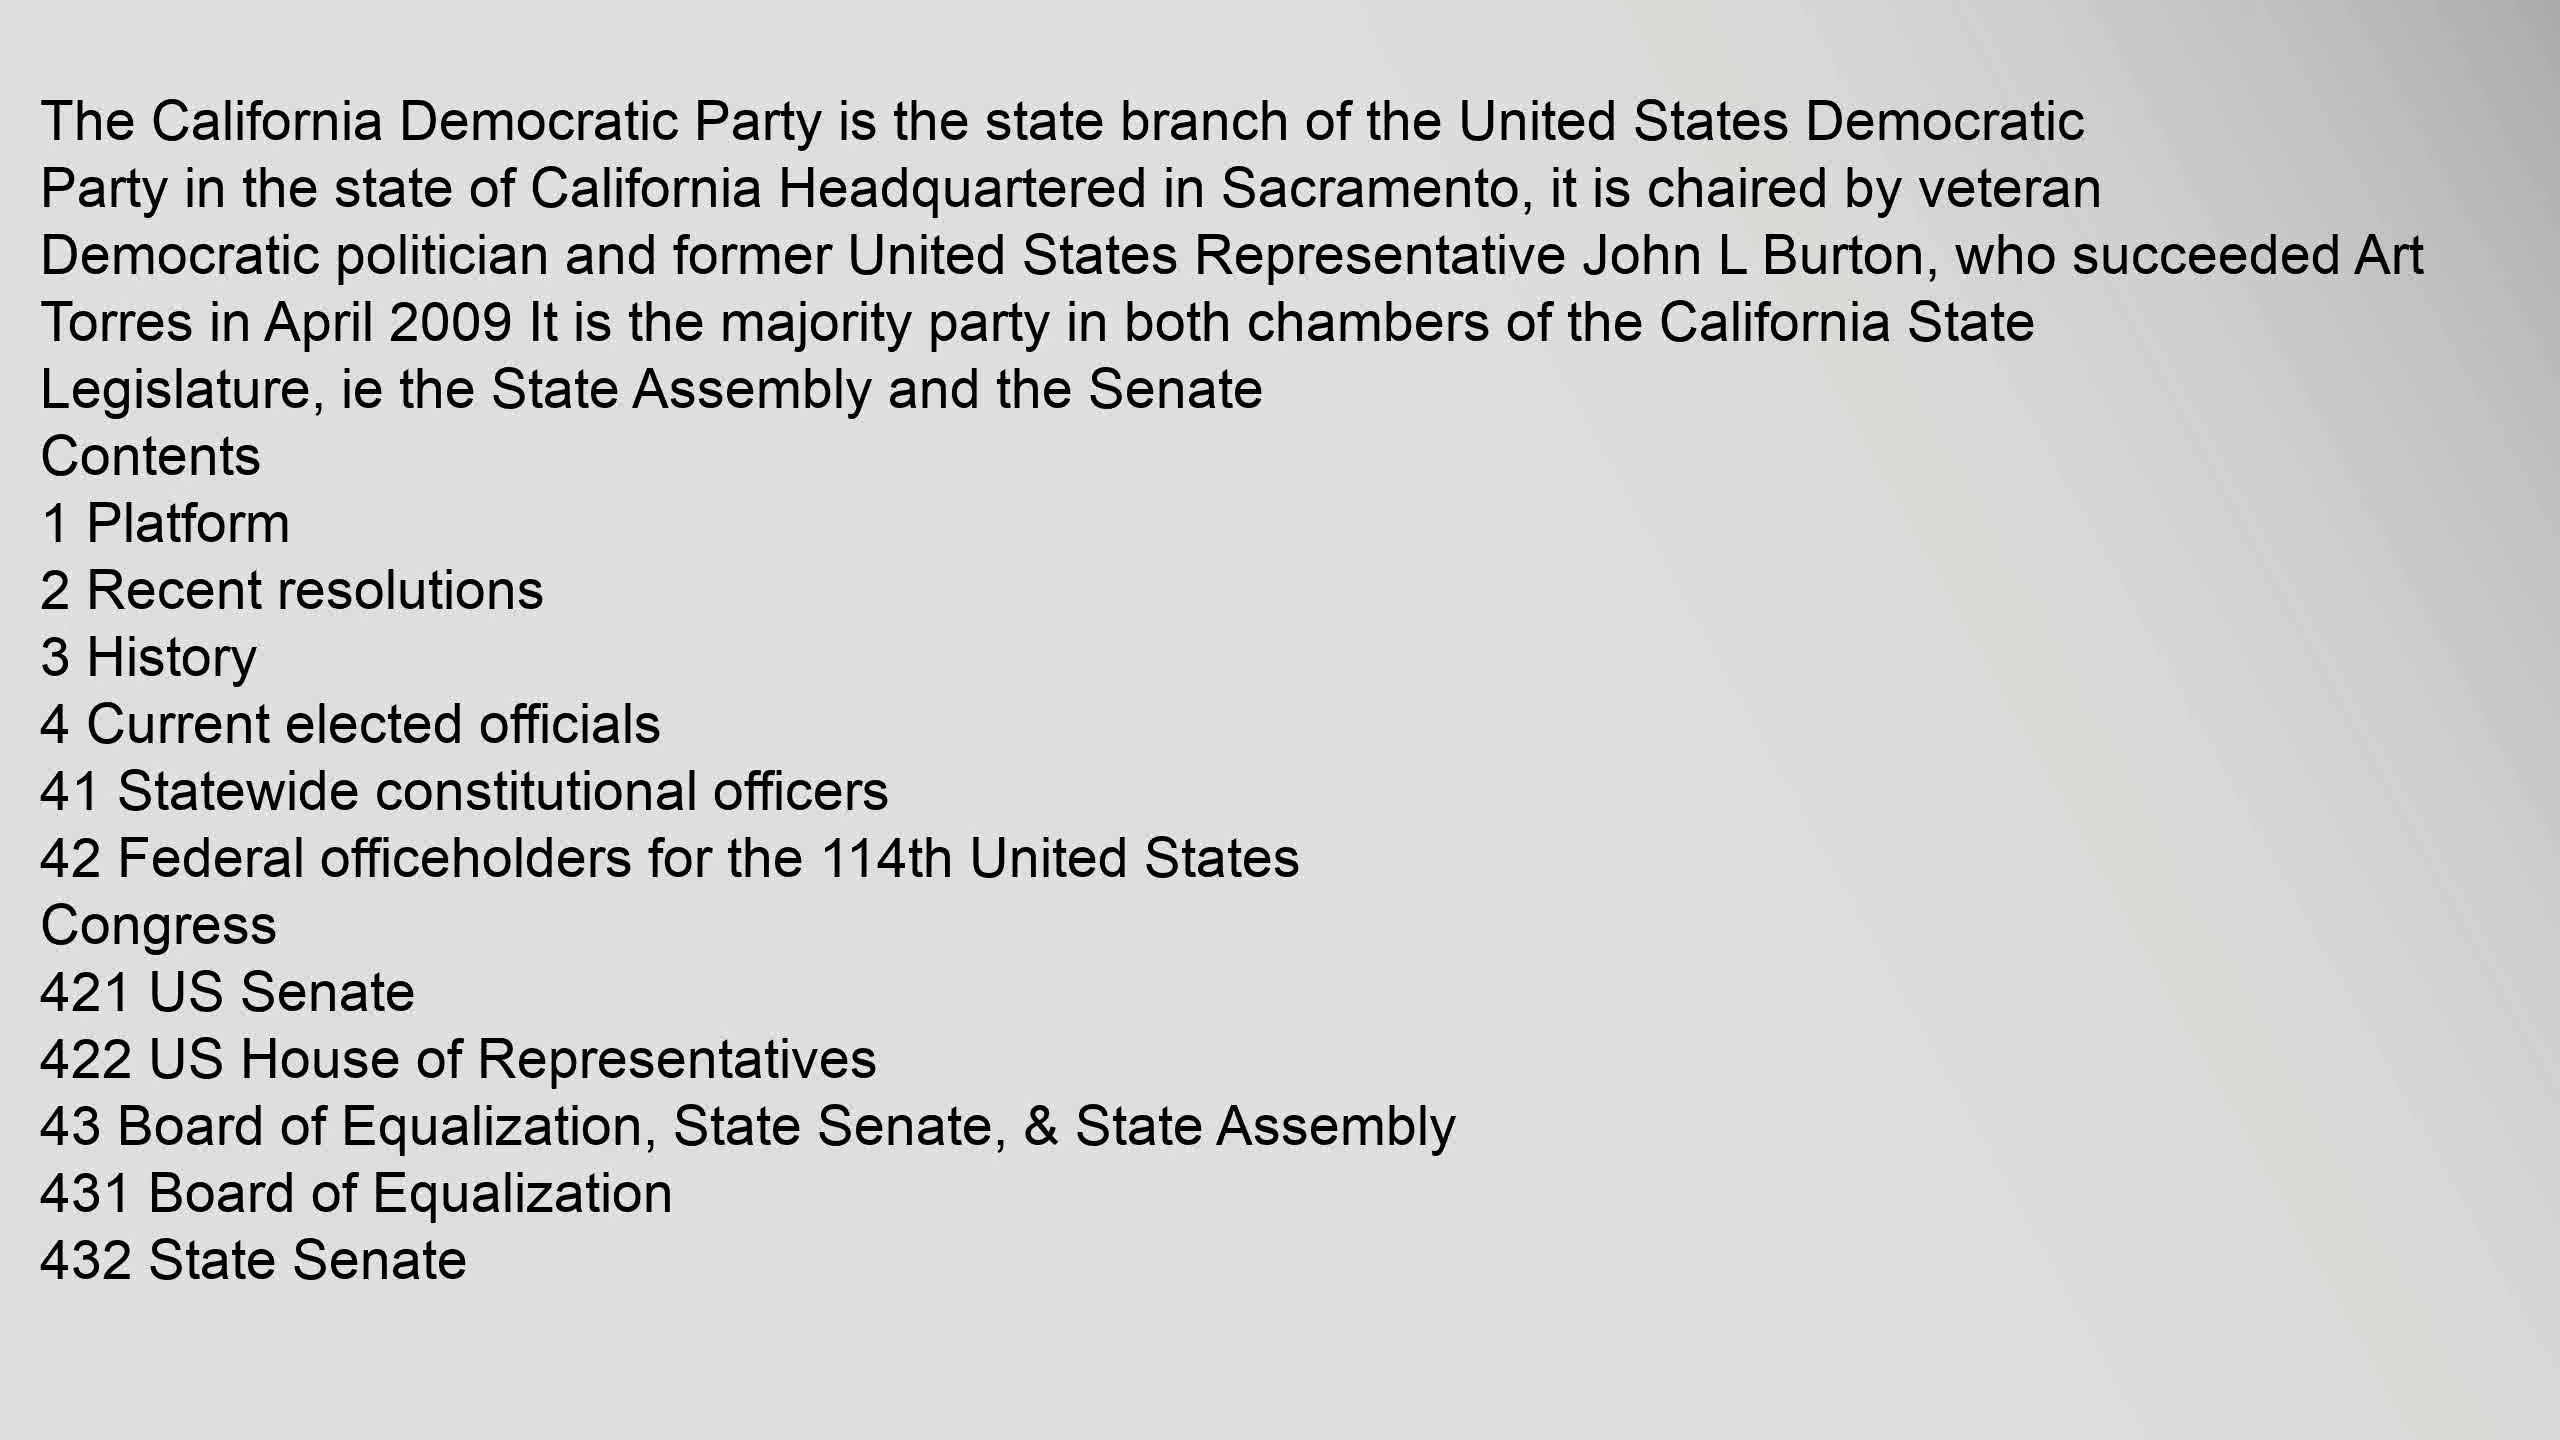 The California Democratic Party is the state branch of the United States Democratic
Party in the state of California Headquartered in Sacramento, it is chaired by veteran
Democratic politician and former United States Representative John L Burton, who succeeded Art
Torres in April 2009 It is the majority party in both chambers of the California State
Legislature, ie the State Assembly and the Senate
Contents
1 Platform
2 Recent resolutions
3 History
4 Current elected officials
41 Statewide constitutional officers
42 Federal officeholders for the 114th United States
Congress
421 US Senate
422 US House of Representatives
43 Board of Equalization, State Senate, & State Assembly
431 Board of Equalization
432 State Senate